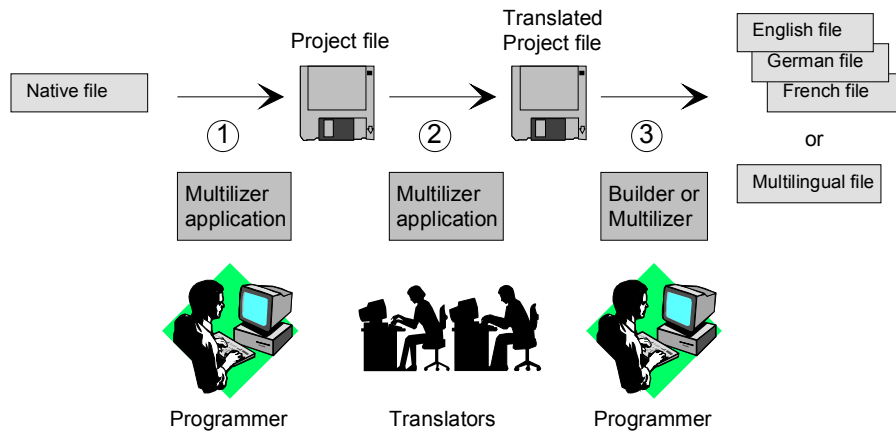 Project file
Translated
Project file
English file
German file
French file
Native file
1
2
3
or
Multilingual file
Multilizer
application
Multilizer
application
Builder or
Multilizer
Programmer
Translators
Programmer